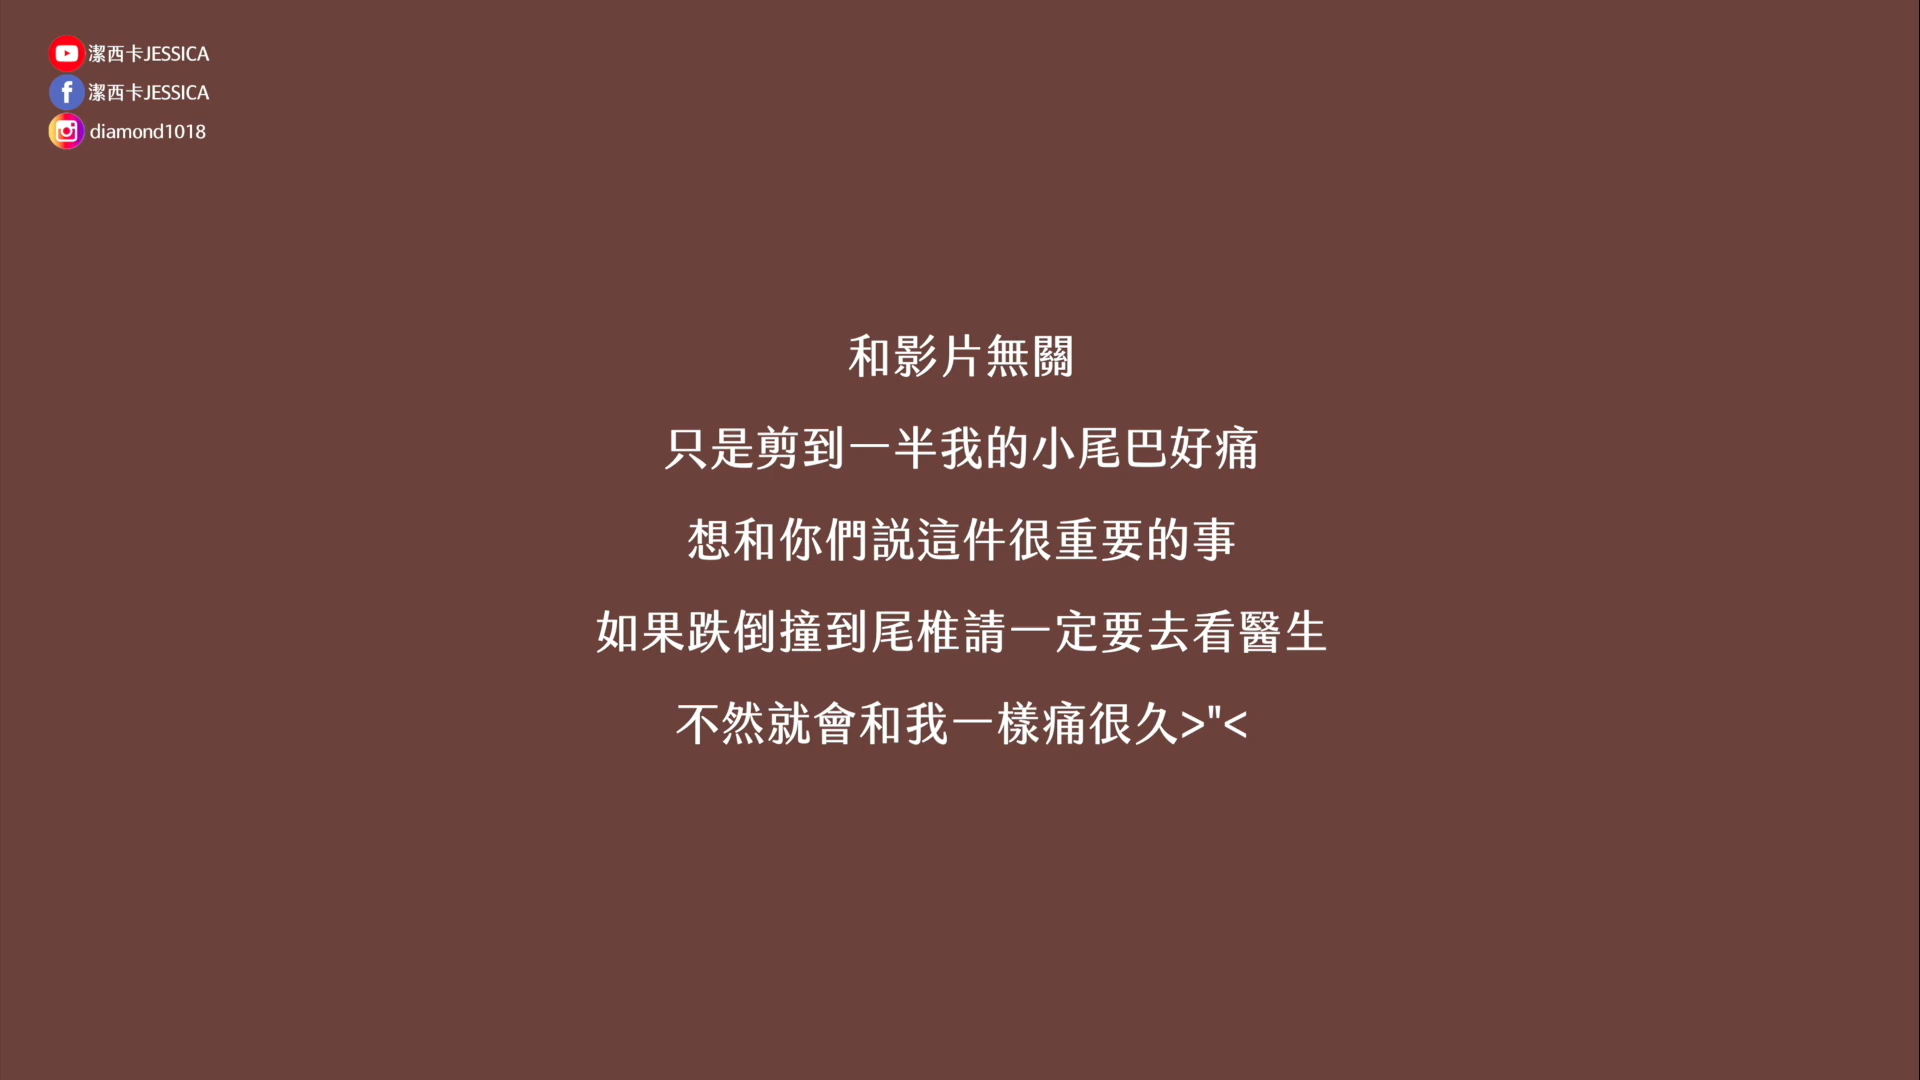 潔西卡JESSICA
潔西卡JESSICA
diamond1018
和影片無關
只是剪到一半我的小尾巴好痛
想和你們説這件很重要的事
如果跌倒撞到尾椎請一定要去看醫生
不然就會和我一樣痛很久>"<